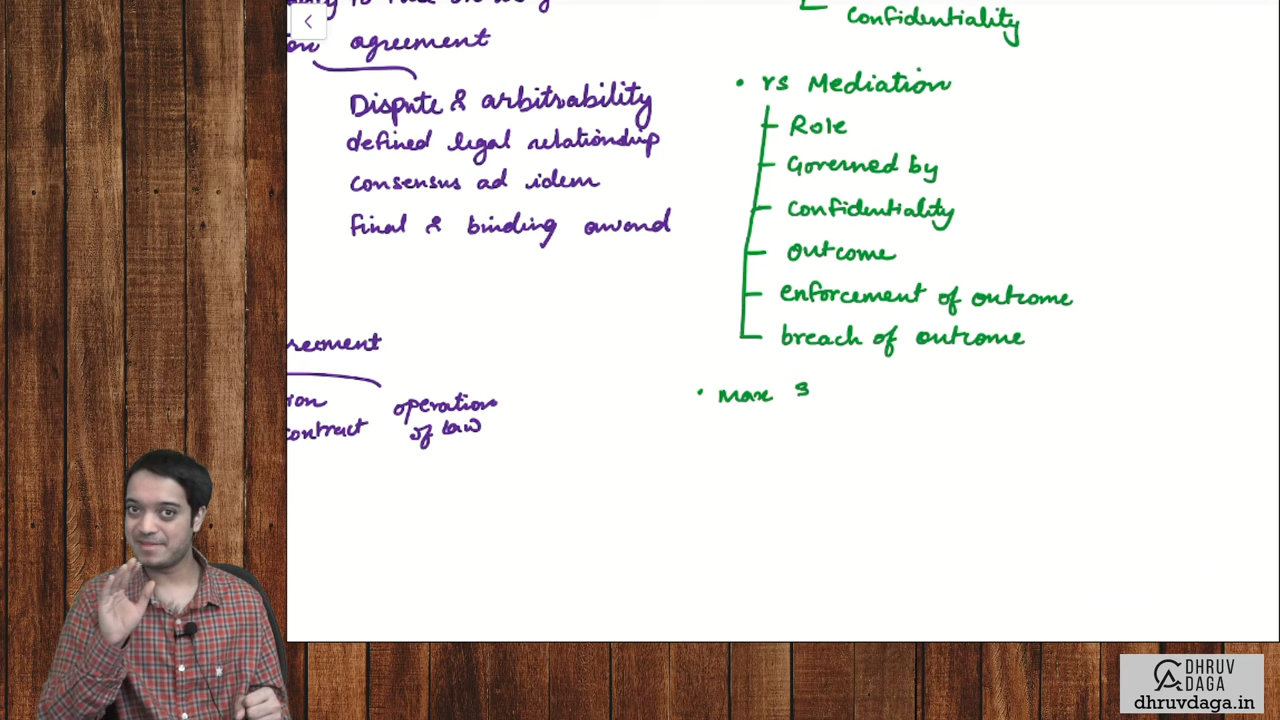 agreement
Dispute & arbitrability
defined legal relationship
consensus ad idem
final & binding award
operation
of law
contract
confidentiality
• vs Mediation
Role
Governed by
confidentiality
outcome
enforcement of outcome
breach of outcome
• max 3
DHRUV
DAGA
dhruvdaga.in